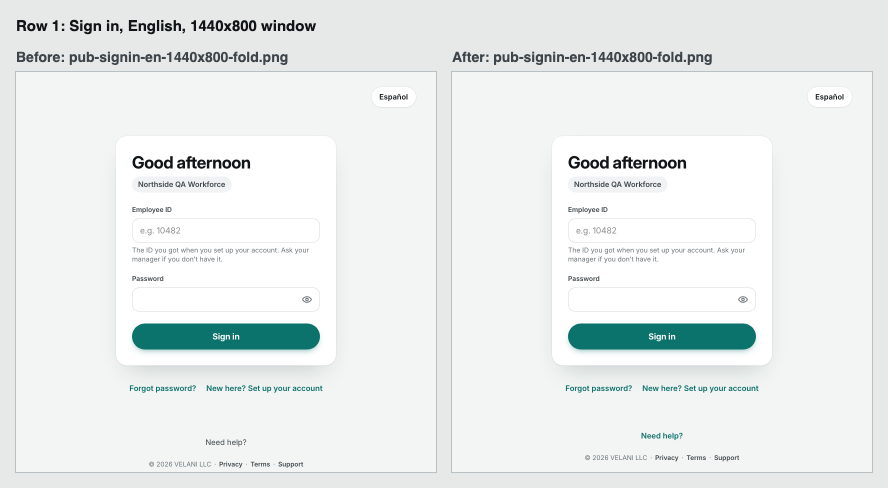 Row 1: Sign in, English, 1440x800 window
Before: pub-signin-en-1440x800-fold.png
Español
Good afternoon
Northside QA Workforce
Employee ID
e.g. 10482
The ID you got when you set up your account. Ask your
manager if you don't have it.
Password
Sign in
Forgot password? New here? Set up your account
Need help?
© 2026 VELANI LLC · Privacy · Terms · Support
After: pub-signin-en-1440x800-fold.png
Español
Good afternoon
Northside QA Workforce
Employee ID
e.g. 10482
The ID you got when you set up your account. Ask your
manager if you don't have it.
Password
Sign in
Forgot password? New here? Set up your account
Need help?
© 2026 VELANI LLC · Privacy · Terms · Support